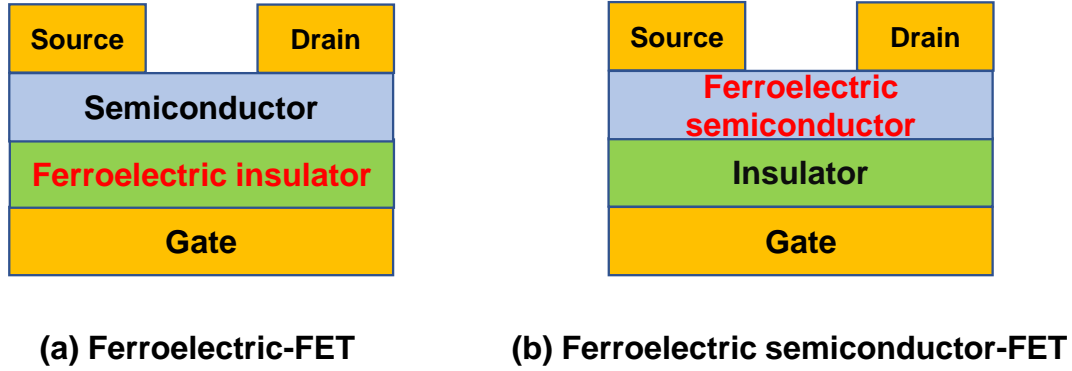 Source Drain
Semiconductor
Ferroelectric insulator
Gate
(a) Ferroelectric-FET
Source Drain
Ferroelectric
semiconductor
Insulator
Gate
(b) Ferroelectric semiconductor-FET